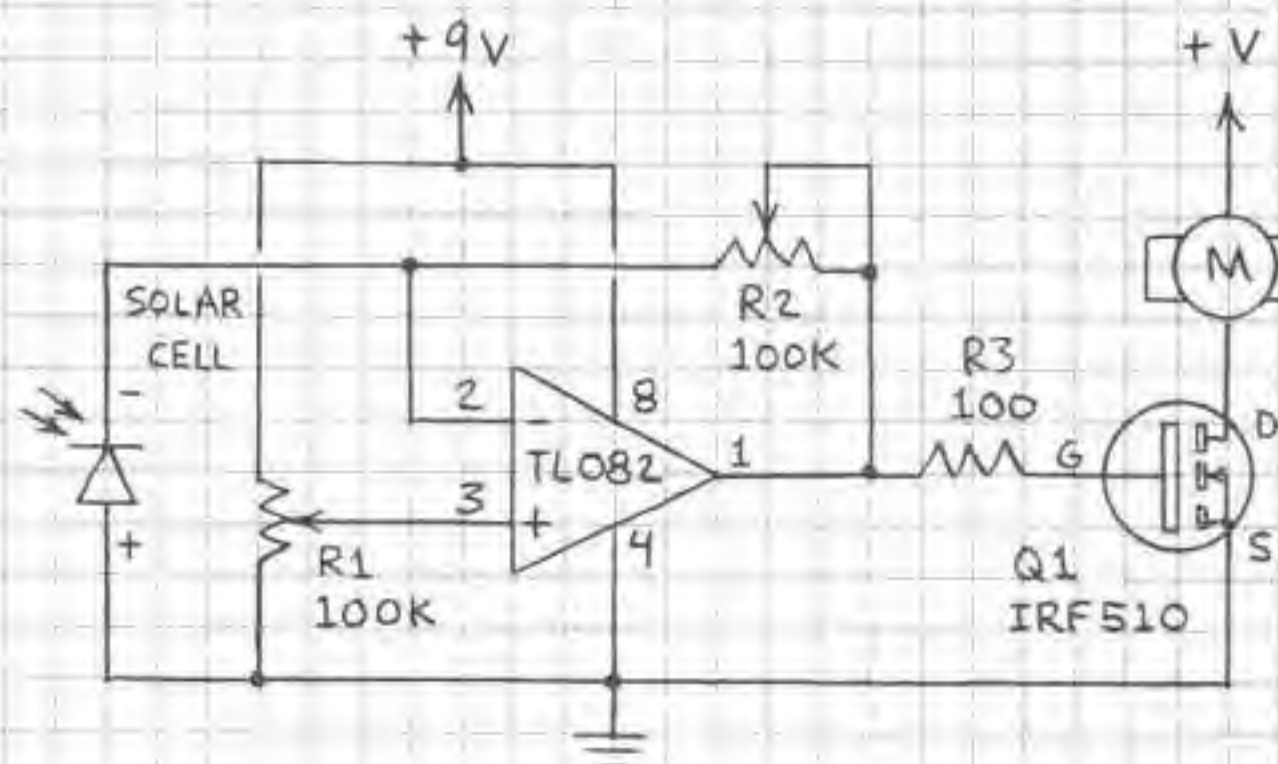 +9V
+V
SOLAR
CELL
-
+
R1
100K
2
-
3
+
TL082
8
4
1
R2
100K
R3
100
G
M
D
S
Q1
IRF510